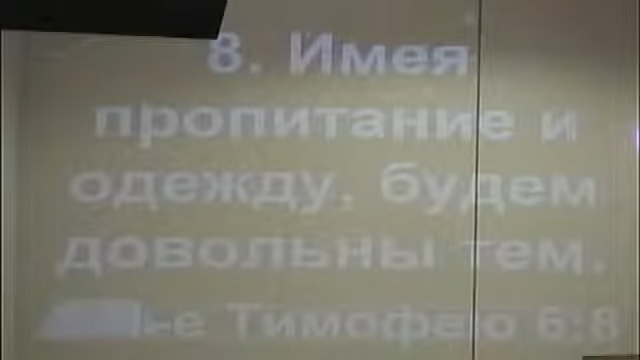 8. Имея
пропитание и
одежду, будем
довольны тем.
-е Тимофею 6:8